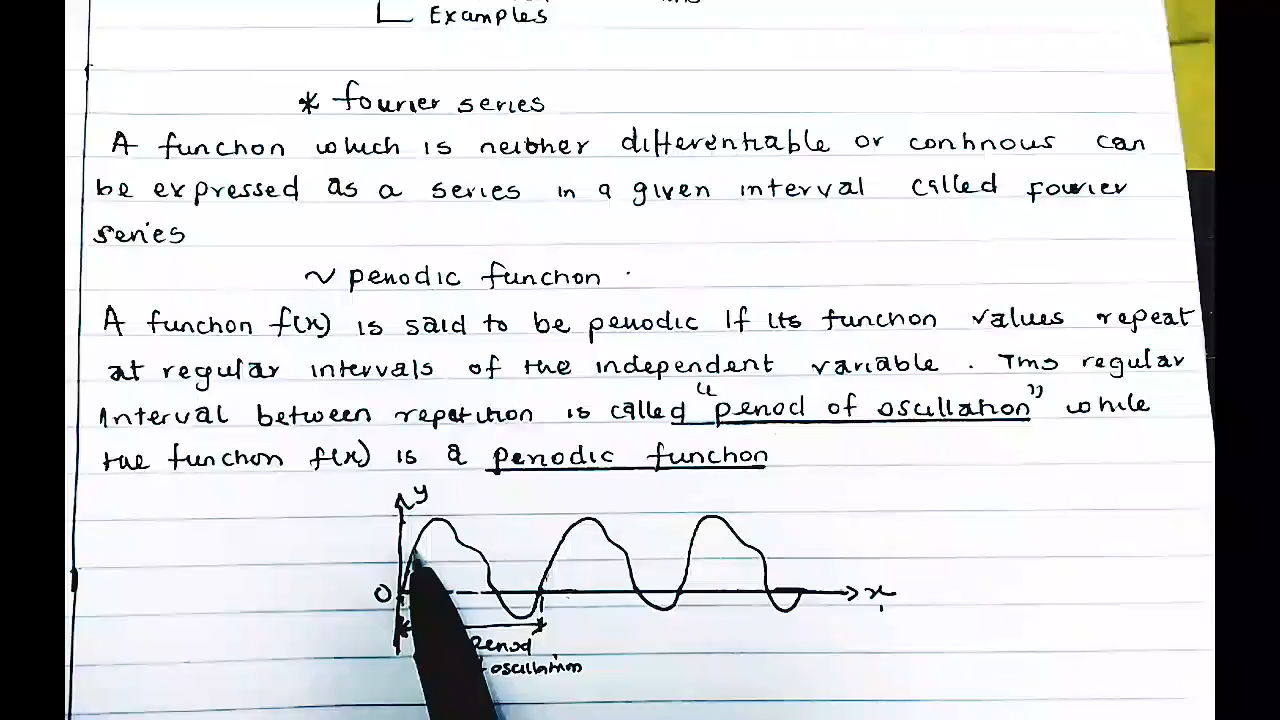 Examples
* fourier series
A function which is neither differentiable or continous can
be expressed as a series in a given interval called fourier
series
~ periodic function .
A function f(x) is said to be periodic if its function values repeat
at regular intervals of the independent variable . This regular
Interval between repetition is called "period of oscillation" while
the function f(x) is a periodic function
y
0
x
period
oscillation